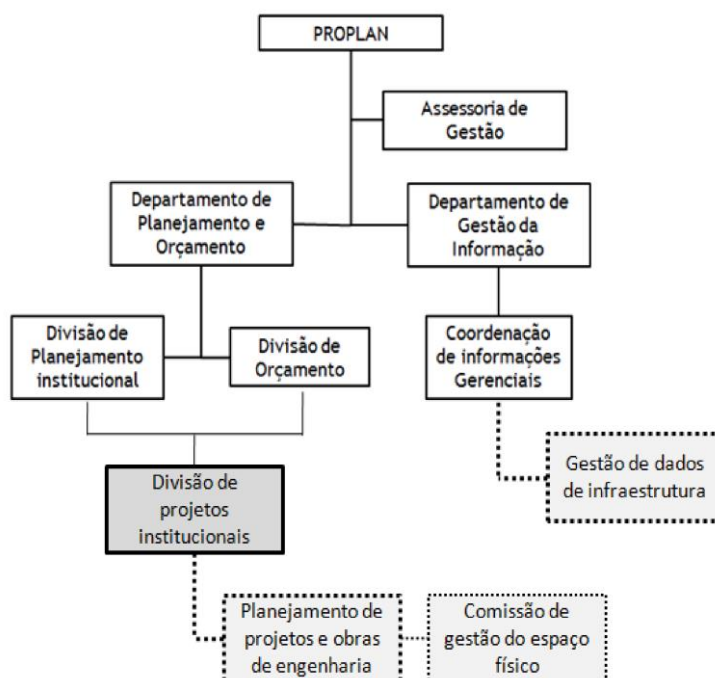 PROPLAN
Assessoria de
Gestão
Departamento de
Planejamento e
Orçamento
Departamento de
Gestão da
Informação
Divisão de
Planejamento
institucional
Divisão de
Orçamento
Coordenação
de informações
Gerenciais
Gestão de dados
de infraestrutura
Divisão de
projetos
institucionais
Planejamento de
projetos e obras
de engenharia
Comissão de
gestão do espaço
físico